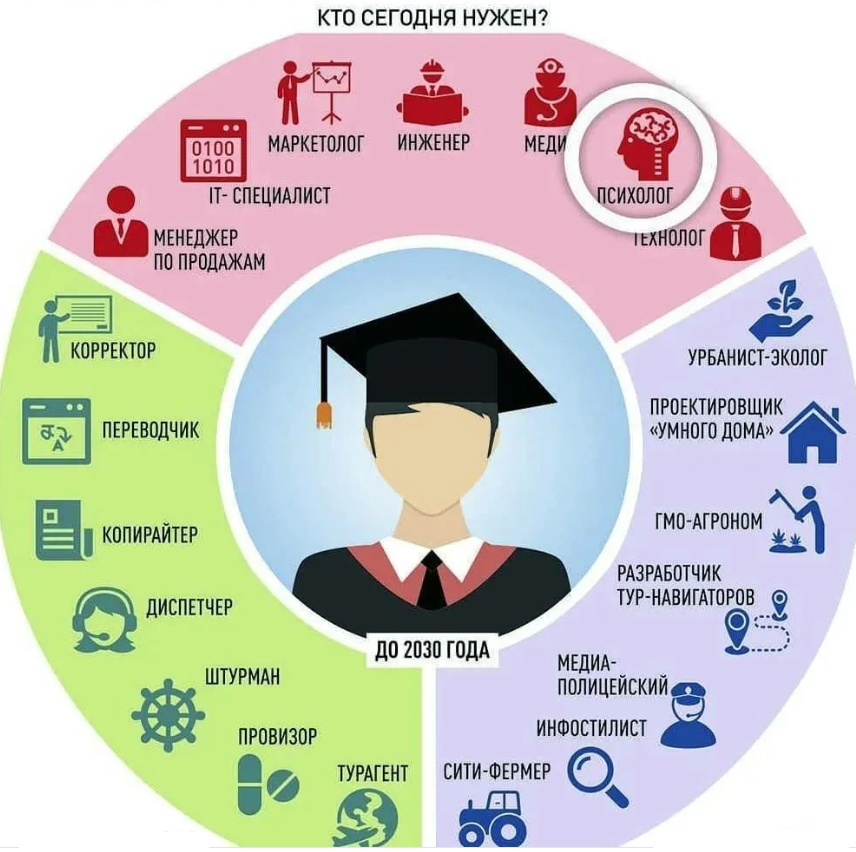 КТО СЕГОДНЯ НУЖЕН?
МАРКЕТОЛОГ
ИНЖЕНЕР
МЕДИ
ПСИХОЛОГ
0100
1010
IT- СПЕЦИАЛИСТ
МЕНЕДЖЕР
ПО ПРОДАЖАМ
ТЕХНОЛОГ
КОРРЕКТОР
ПЕРЕВОДЧИК
A
КОПИРАЙТЕР
ДИСПЕТЧЕР
ШТУРМАН
ПРОВИЗОР
ТУРАГЕНТ
УРБАНИСТ-ЭКОЛОГ
ПРОЕКТИРОВЩИК
«УМНОГО ДОМА»
ГМО-АГРОНОМ
РАЗРАБОТЧИК
ТУР-НАВИГАТОРОВ
МЕДИА-
ПОЛИЦЕЙСКИЙ
ИНФОСТИЛИСТ
СИТИ-ФЕРМЕР
ДО 2030 ГОДА